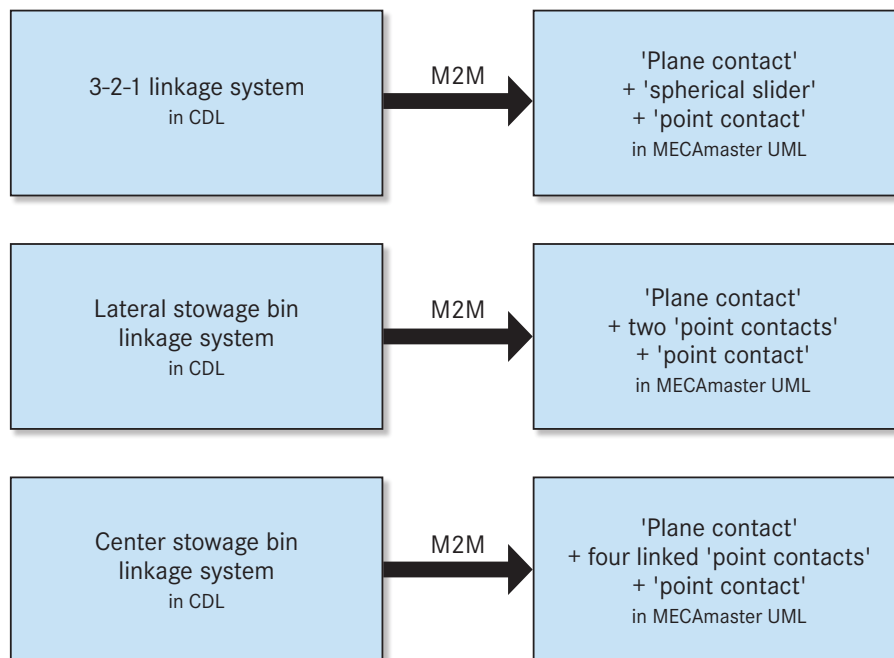 3-2-1 linkage system
in CDL
M2M
'Plane contact'
+ 'spherical slider'
+ 'point contact'
in MECAmaster UML
Lateral stowage bin
linkage system
in CDL
M2M
'Plane contact'
+ two 'point contacts'
+ 'point contact'
in MECAmaster UML
Center stowage bin
linkage system
in CDL
M2M
'Plane contact'
+ four linked 'point contacts'
+ 'point contact'
in MECAmaster UML